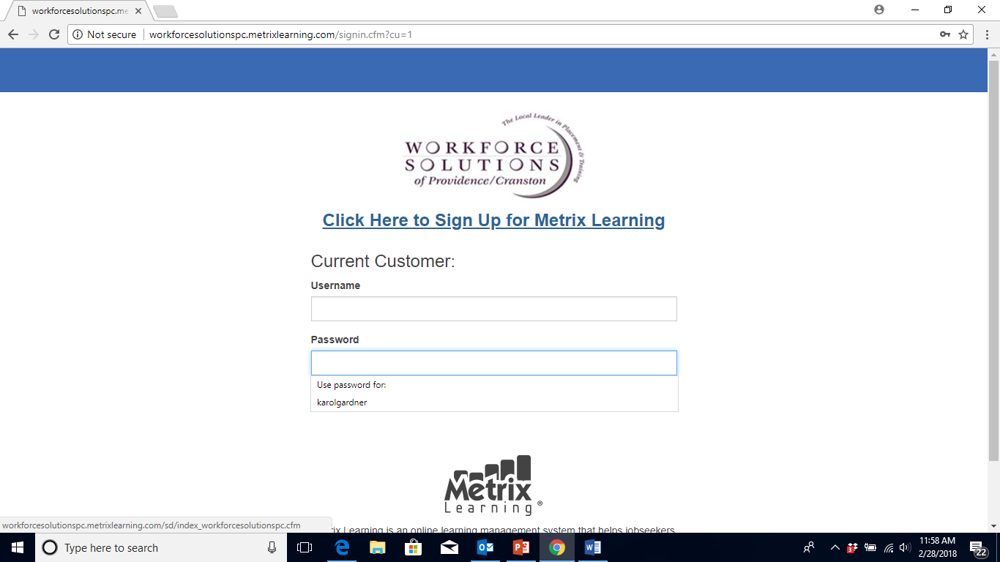 workforcesolutionspc.me
Not secure
workforcesolutionspc.metrixlearning.com/signin.cfm?cu=1
The Local Leader in Placement & Training
WORKFORCE
SOLUTIONS
of Providence/Cranston
Click Here to Sign Up for Metrix Learning
Current Customer:
Username
Password
Use password for:
karolgardner
Metrix
Learning®
workforcesolutionspc.metrixlearning.com/sd/index_workforcesolutionspc.cfm
rix Learning is an online learning management system that helps jobseekers
Type here to search
11:58 AM
2/28/2018
22